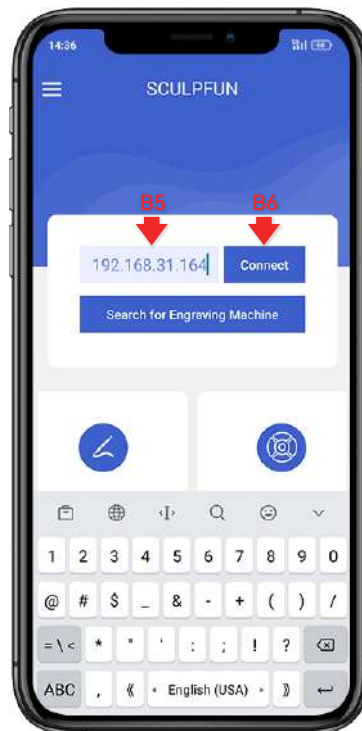 14:36
SCULPFUN
B5 B6
192.168.31.164 Connect
Search for Engraving Machine
1 2 3 4 5 6 7 8 9 0
@ # $ _ & - + ( ) /
= \ < * " ' : ; ! ? 
ABC , 《 English (USA) 》